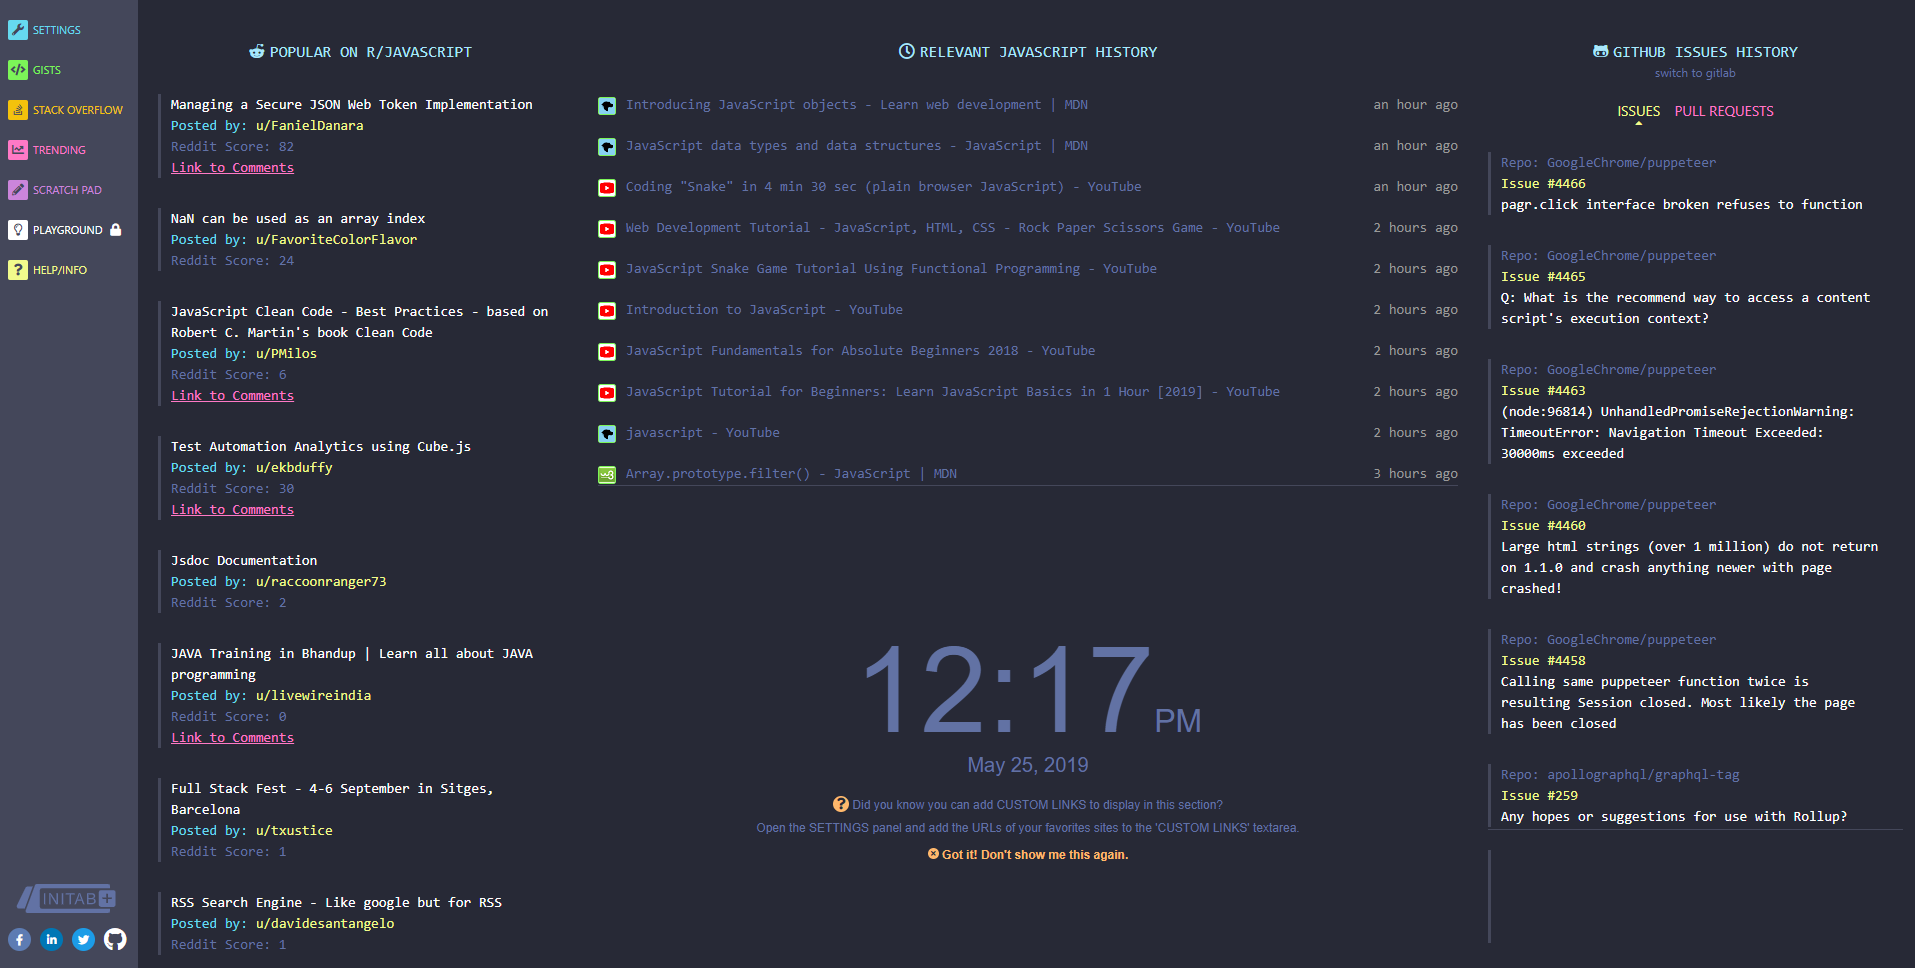 SETTINGS
GISTS
STACK OVERFLOW
TRENDING
SCRATCH PAD
PLAYGROUND
HELP/INFO
INITAB+
POPULAR ON R/JAVASCRIPT
Managing a Secure JSON Web Token Implementation
Posted by: u/FanielDanara
Reddit Score: 82
Link to Comments
NaN can be used as an array index
Posted by: u/FavoriteColorFlavor
Reddit Score: 24
JavaScript Clean Code - Best Practices - based on
Robert C. Martin's book Clean Code
Posted by: u/PMilos
Reddit Score: 6
Link to Comments
Test Automation Analytics using Cube.js
Posted by: u/ekbduffy
Reddit Score: 30
Link to Comments
Jsdoc Documentation
Posted by: u/raccoonranger73
Reddit Score: 2
JAVA Training in Bhandup | Learn all about JAVA
programming
Posted by: u/livewireindia
Reddit Score: 0
Link to Comments
Full Stack Fest - 4-6 September in Sitges,
Barcelona
Posted by: u/txustice
Reddit Score: 1
RSS Search Engine - Like google but for RSS
Posted by: u/davidesantangelo
Reddit Score: 1
RELEVANT JAVASCRIPT HISTORY
Introducing JavaScript objects - Learn web development | MDN an hour ago
JavaScript data types and data structures - JavaScript | MDN an hour ago
Coding "Snake" in 4 min 30 sec (plain browser JavaScript) - YouTube an hour ago
Web Development Tutorial - JavaScript, HTML, CSS - Rock Paper Scissors Game - YouTube 2 hours ago
JavaScript Snake Game Tutorial Using Functional Programming - YouTube 2 hours ago
Introduction to JavaScript - YouTube 2 hours ago
JavaScript Fundamentals for Absolute Beginners 2018 - YouTube 2 hours ago
JavaScript Tutorial for Beginners: Learn JavaScript Basics in 1 Hour [2019] - YouTube 2 hours ago
javascript - YouTube 2 hours ago
Array.prototype.filter() - JavaScript | MDN 3 hours ago
12:17 PM
May 25, 2019
Did you know you can add CUSTOM LINKS to display in this section?
Open the SETTINGS panel and add the URLs of your favorites sites to the 'CUSTOM LINKS' textarea.
Got it! Don't show me this again.
GITHUB ISSUES HISTORY
switch to gitlab
ISSUES PULL REQUESTS
Repo: GoogleChrome/puppeteer
Issue #4466
pagr.click interface broken refuses to function
Repo: GoogleChrome/puppeteer
Issue #4465
Q: What is the recommend way to access a content
script's execution context?
Repo: GoogleChrome/puppeteer
Issue #4463
(node:96814) UnhandledPromiseRejectionWarning:
TimeoutError: Navigation Timeout Exceeded:
30000ms exceeded
Repo: GoogleChrome/puppeteer
Issue #4460
Large html strings (over 1 million) do not return
on 1.1.0 and crash anything newer with page
crashed!
Repo: GoogleChrome/puppeteer
Issue #4458
Calling same puppeteer function twice is
resulting Session closed. Most likely the page
has been closed
Repo: apollographql/graphql-tag
Issue #259
Any hopes or suggestions for use with Rollup?